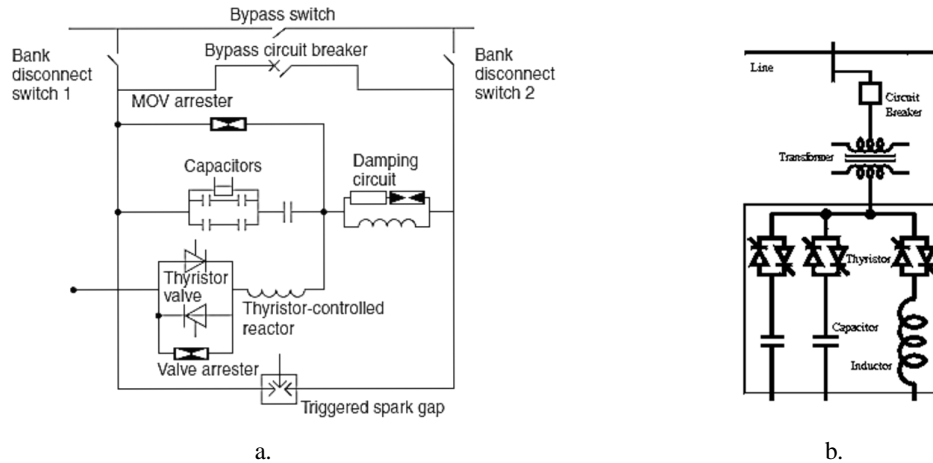 Bypass switch
Bank
disconnect
switch 1
Bypass circuit breaker
Bank
disconnect
switch 2
MOV arrester
Capacitors
Damping
circuit
Thyristor
valve
Thyristor-controlled
reactor
Valve arrester
Triggered spark gap
a.
Line
Circuit
Breaker
Transformer
Thyristor
Capacitor
Inductor
b.